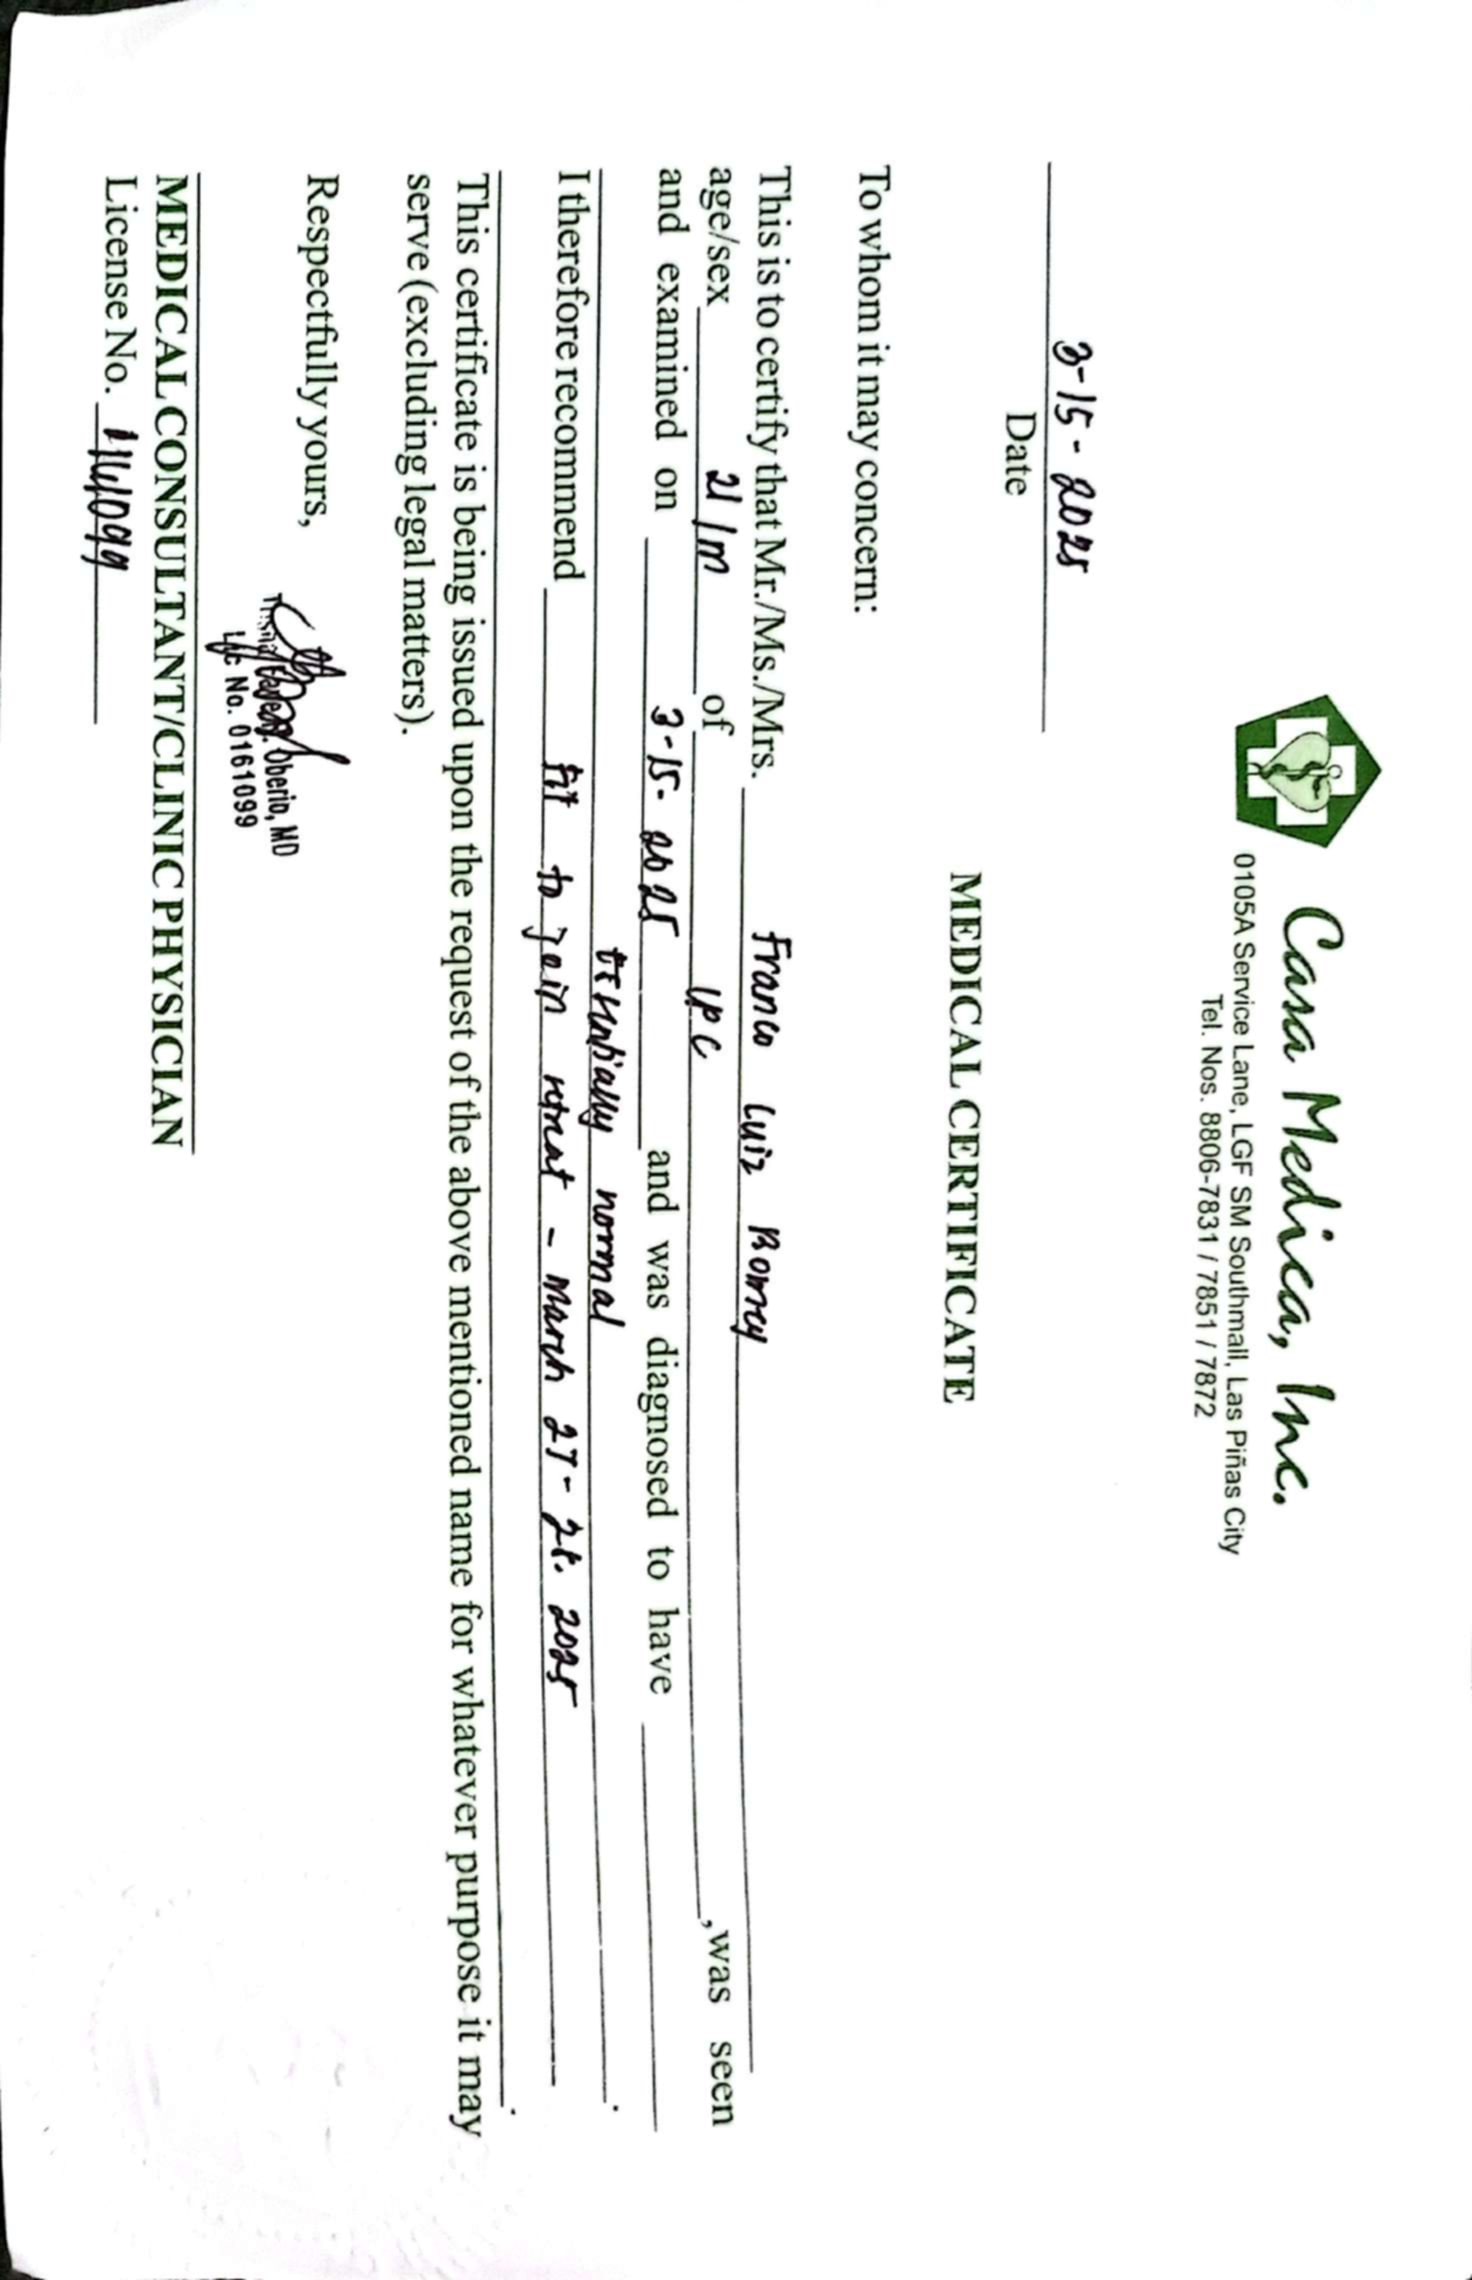 Casa Medica, Inc.
0105A Service Lane, LGF SM Southmall, Las Piñas City
Tel. Nos. 8806-7831 / 7851 / 7872
3-15-2025
Date
MEDICAL CERTIFICATE
To whom it may concern:
This is to certify that Mr./Ms./Mrs. Franco Luiz
age/sex 21/m of , was seen
and examined on 3-15-2025 and was diagnosed to have
essentially normal .
I therefore recommend fit to join retreat - March 27-28, 2025
.
This certificate is being issued upon the request of the above mentioned name for whatever purpose it may
serve (excluding legal matters).
Respectfully yours,
Oberio, MD
Lic No. 0161099
MEDICAL CONSULTANT/CLINIC PHYSICIAN
License No.